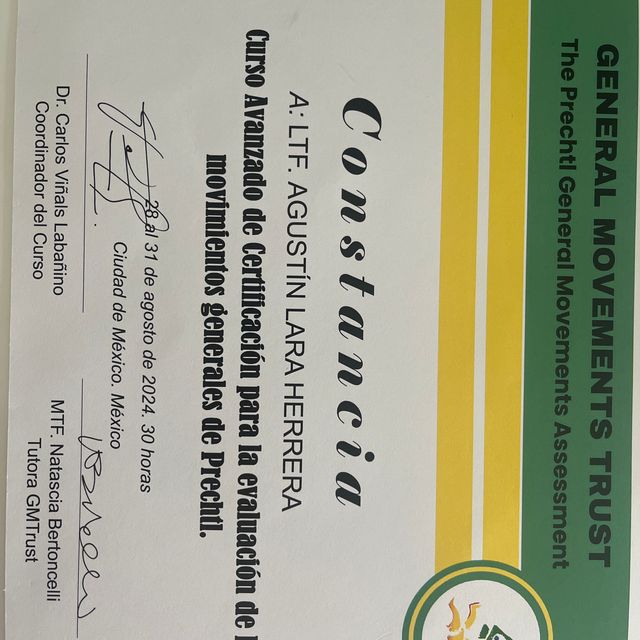 GENERAL MOVEMENTS TRUST
The Prechtl General Movements Assessment
Constancia
A: LTF. AGUSTÍN LARA HERRERA
Curso Avanzado de Certificación para la evaluación de
movimientos generales de Prechtl.
28 al 31 de agosto de 2024, 30 horas
Ciudad de México, México
Dr. Carlos Viñals Labañino
Coordinador del Curso
MTF. Natascia Bertoncelli
Tutora GMTrust